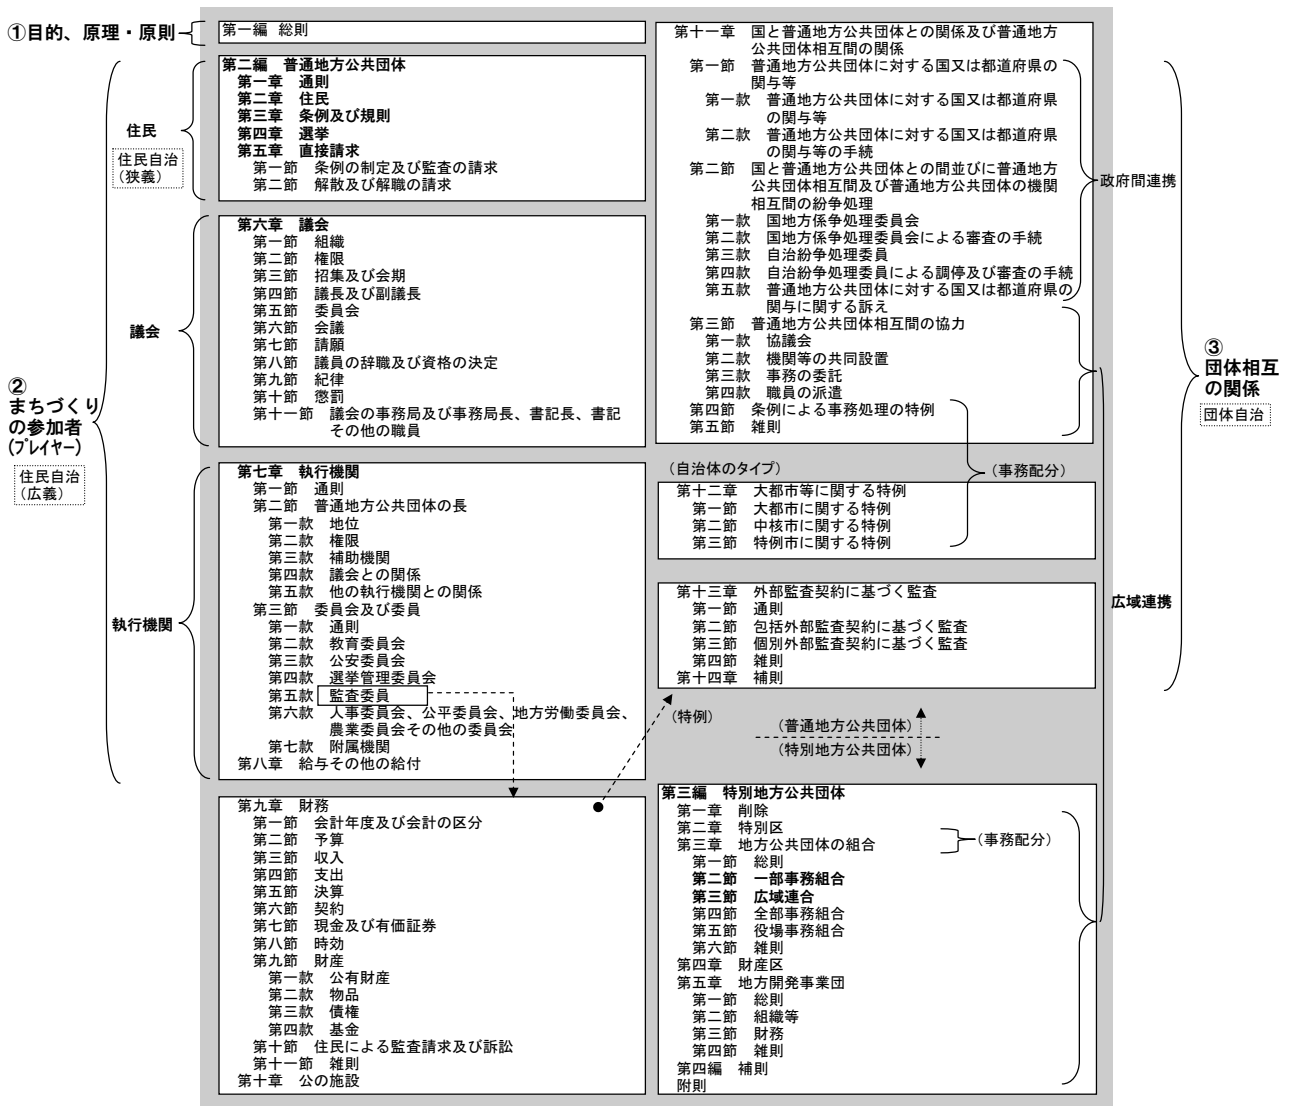 ①目的、原理・原則
②
まちづくり
の参加者
(プレイヤー)
住民自治
(広義)
住民
住民自治
(狭義)
議会
執行機関
第一編 総則
第二編 普通地方公共団体
第一章 通則
第二章 住民
第三章 条例及び規則
第四章 選挙
第五章 直接請求
第一節 条例の制定及び監査の請求
第二節 解散及び解職の請求
第六章 議会
第一節 組織
第二節 権限
第三節 招集及び会期
第四節 議長及び副議長
第五節 委員会
第六節 会議
第七節 請願
第八節 議員の辞職及び資格の決定
第九節 紀律
第十節 懲罰
第十一節 議会の事務局及び事務局長、書記長、書記
その他の職員
第七章 執行機関
第一節 通則
第二節 普通地方公共団体の長
第一款 地位
第二款 権限
第三款 補助機関
第四款 議会との関係
第五款 他の執行機関との関係
第三節 委員会及び委員
第一款 通則
第二款 教育委員会
第三款 公安委員会
第四款 選挙管理委員会
第五款 監査委員
第六款 人事委員会、公平委員会、地方労働委員会、
農業委員会その他の委員会
第七款 附属機関
第八章 給与その他の給付
第九章 財務
第一節 会計年度及び会計の区分
第二節 予算
第三節 収入
第四節 支出
第五節 決算
第六節 契約
第七節 現金及び有価証券
第八節 時効
第九節 財産
第一款 公有財産
第二款 物品
第三款 債権
第四款 基金
第十節 住民による監査請求及び訴訟
第十一節 雑則
第十章 公の施設
第十一章 国と普通地方公共団体との関係及び普通地方
公共団体相互間の関係
第一節 普通地方公共団体に対する国又は都道府県の
関与等
第一款 普通地方公共団体に対する国又は都道府県
の関与等
第二款 普通地方公共団体に対する国又は都道府県
の関与等の手続
第二節 国と普通地方公共団体との間並びに普通地方
公共団体相互間及び普通地方公共団体の機関
相互間の紛争処理
第一款 国地方係争処理委員会
第二款 国地方係争処理委員会による審査の手続
第三款 自治紛争処理委員
第四款 自治紛争処理委員による調停及び審査の手続
第五款 普通地方公共団体に対する国又は都道府県の
関与に関する訴え
第三節 普通地方公共団体相互間の協力
第一款 協議会
第二款 機関等の共同設置
第三款 事務の委託
第四款 職員の派遣
第四節 条例による事務処理の特例
第五節 雑則
(自治体のタイプ)
(事務配分)
第十二章 大都市等に関する特例
第一節 大都市に関する特例
第二節 中核市に関する特例
第三節 特例市に関する特例
第十三章 外部監査契約に基づく監査
第一節 通則
第二節 包括外部監査契約に基づく監査
第三節 個別外部監査契約に基づく監査
第四節 雑則
第十四章 補則
(特例)
(普通地方公共団体)
(特別地方公共団体)
第三編 特別地方公共団体
第一章 削除
第二章 特別区
第三章 地方公共団体の組合
(事務配分)
第一節 総則
第二節 一部事務組合
第三節 広域連合
第四節 全部事務組合
第五節 役場事務組合
第六節 雑則
第四章 財産区
第五章 地方開発事業団
第一節 総則
第二節 組織等
第三節 財務
第四節 雑則
第四編 補則
附則
政府間連携
広域連携
③
団体相互
の関係
団体自治